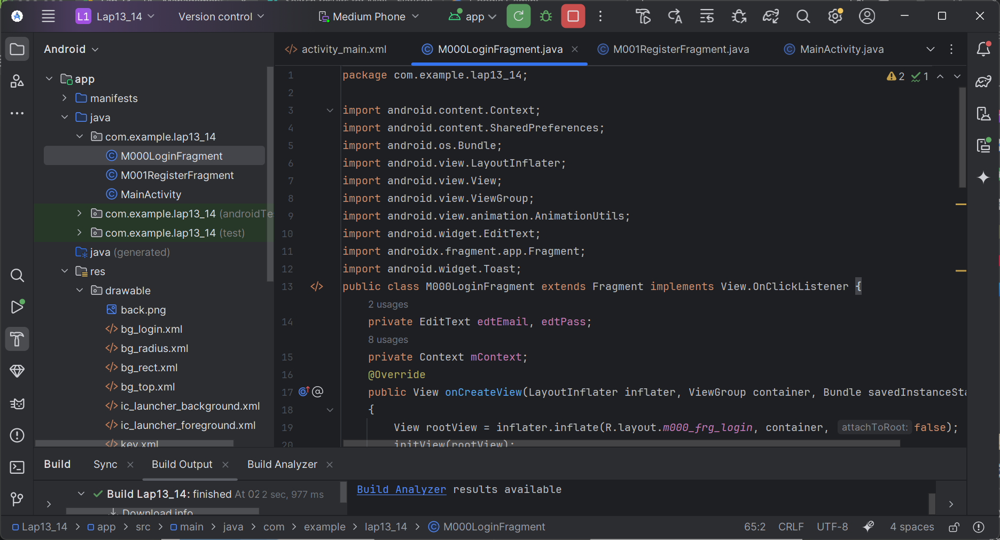 L1 Lap13_14 Version control Medium Phone app
Android
app
manifests
java
com.example.lap13_14
M000LoginFragment
M001RegisterFragment
MainActivity
com.example.lap13_14 (androidTe
com.example.lap13_14 (test)
java (generated)
res
drawable
back.png
bg_login.xml
bg_radius.xml
bg_rect.xml
bg_top.xml
ic_launcher_background.xml
ic_launcher_foreground.xml
key.xml
activity_main.xml M000LoginFragment.java M001RegisterFragment.java MainActivity.java
2 1
1 package com.example.lap13_14;
2
3 import android.content.Context;
4 import android.content.SharedPreferences;
5 import android.os.Bundle;
6 import android.view.LayoutInflater;
7 import android.view.View;
8 import android.view.ViewGroup;
9 import android.view.animation.AnimationUtils;
10 import android.widget.EditText;
11 import androidx.fragment.app.Fragment;
12 import android.widget.Toast;
13 public class M000LoginFragment extends Fragment implements View.OnClickListener {
2 usages
14 private EditText edtEmail, edtPass;
8 usages
15 private Context mContext;
16 @Override
17 public View onCreateView(LayoutInflater inflater, ViewGroup container, Bundle savedInstanceSta
18 {
19 View rootView = inflater.inflate(R.layout.m000_frg_login, container, attachToRoot: false);
20 initView(rootView);
Build Sync Build Output Build Analyzer
Build Lap13_14: finished At 02 2 sec, 977 ms
Download info
Build Analyzer results available
Lap13_14 > app > src > main > java > com > example > lap13_14 > M000LoginFragment
65:2 CRLF UTF-8 4 spaces